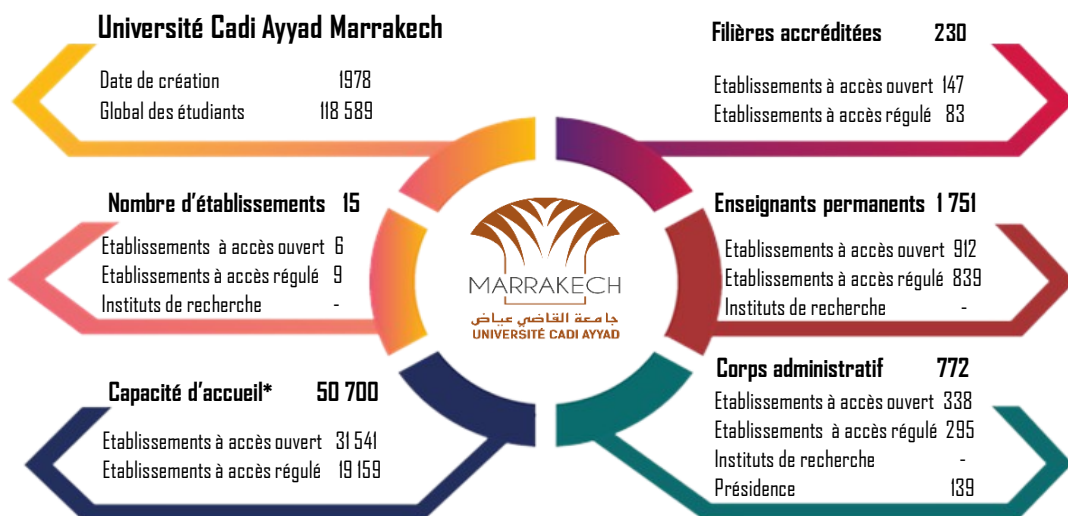 Université Cadi Ayyad Marrakech
Date de création 1978
Global des étudiants 118 589
Nombre d'établissements 15
Etablissements à accès ouvert 6
Etablissements à accès régulé 9
Instituts de recherche -
Capacité d'accueil* 50 700
Etablissements à accès ouvert 31 541
Etablissements à accès régulé 19 159
MARRAKECH
جامعة القاضي عياض
UNIVERSITÉ CADI AYYAD
Filières accréditées 230
Etablissements à accès ouvert 147
Etablissements à accès régulé 83
Enseignants permanents 1 751
Etablissements à accès ouvert 912
Etablissements à accès régulé 839
Instituts de recherche -
Corps administratif 772
Etablissements à accès ouvert 338
Etablissements à accès régulé 295
Instituts de recherche -
Présidence 139